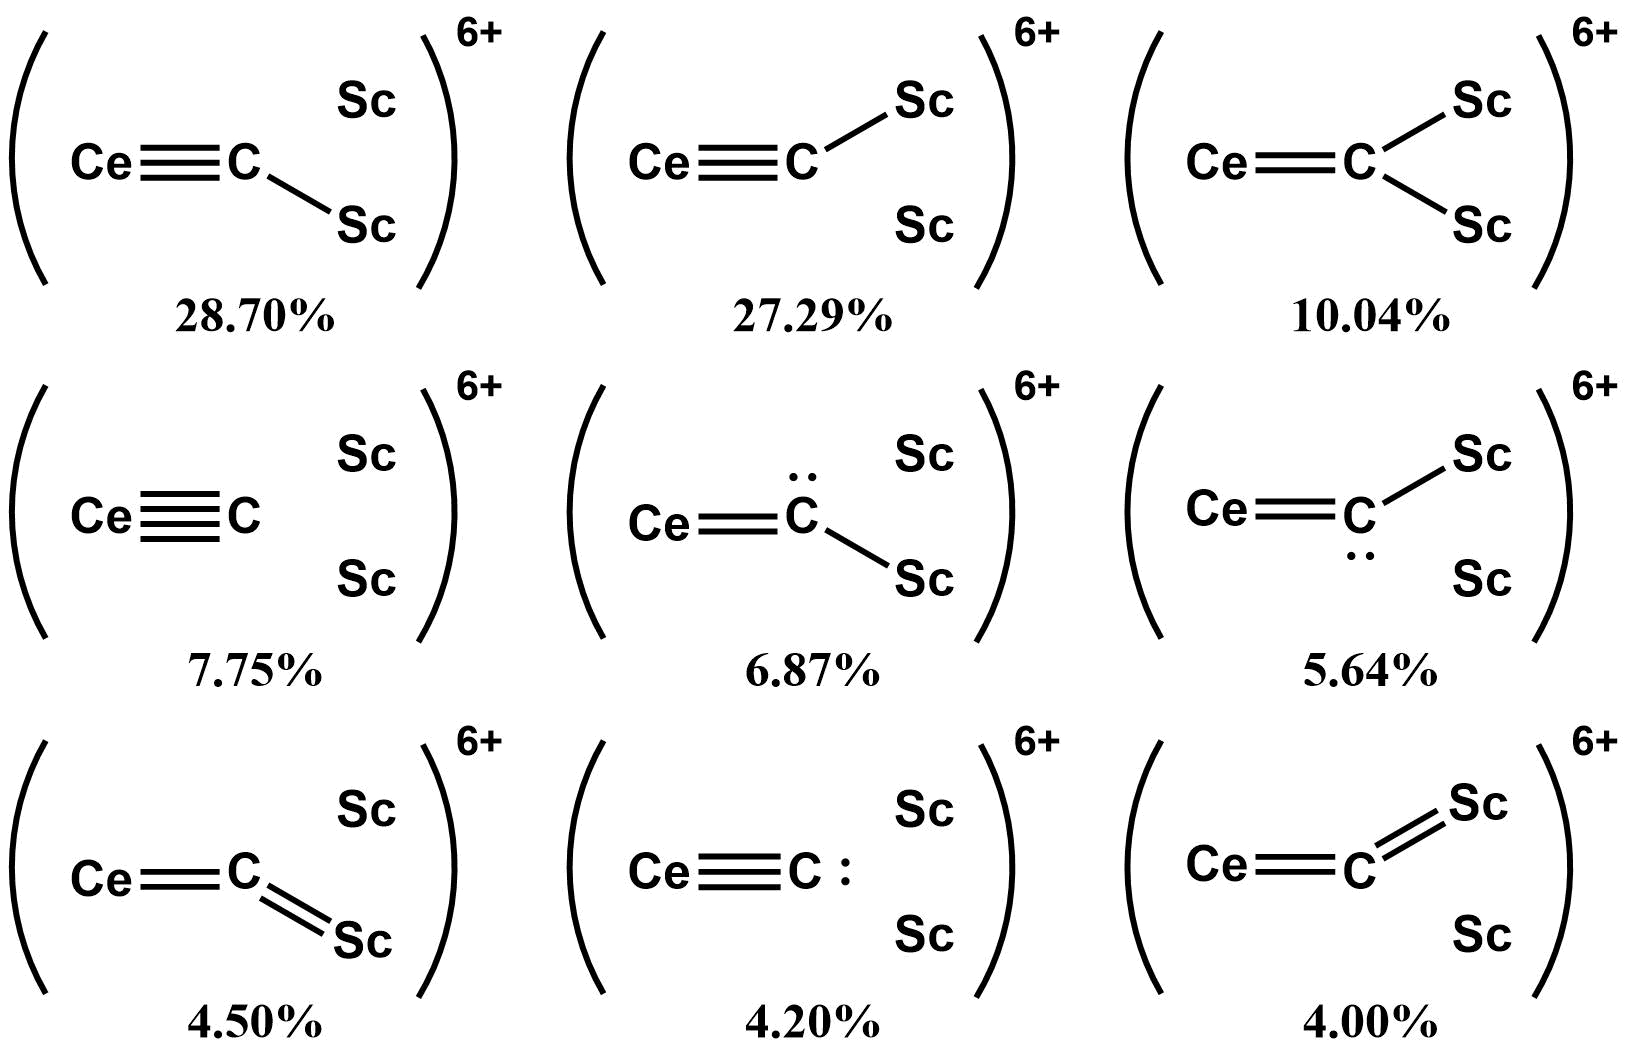 6+ 6+ 6+
Sc Sc Sc
Ce C Ce C Ce C
Sc Sc Sc
28.70% 27.29% 10.04%
6+ 6+ 6+
Sc Sc Sc
Ce C Ce C Ce C
Sc Sc Sc
7.75% 6.87% 5.64%
6+ 6+ 6+
Sc Sc Sc
Ce C Ce C : Ce C
Sc Sc Sc
4.50% 4.20% 4.00%